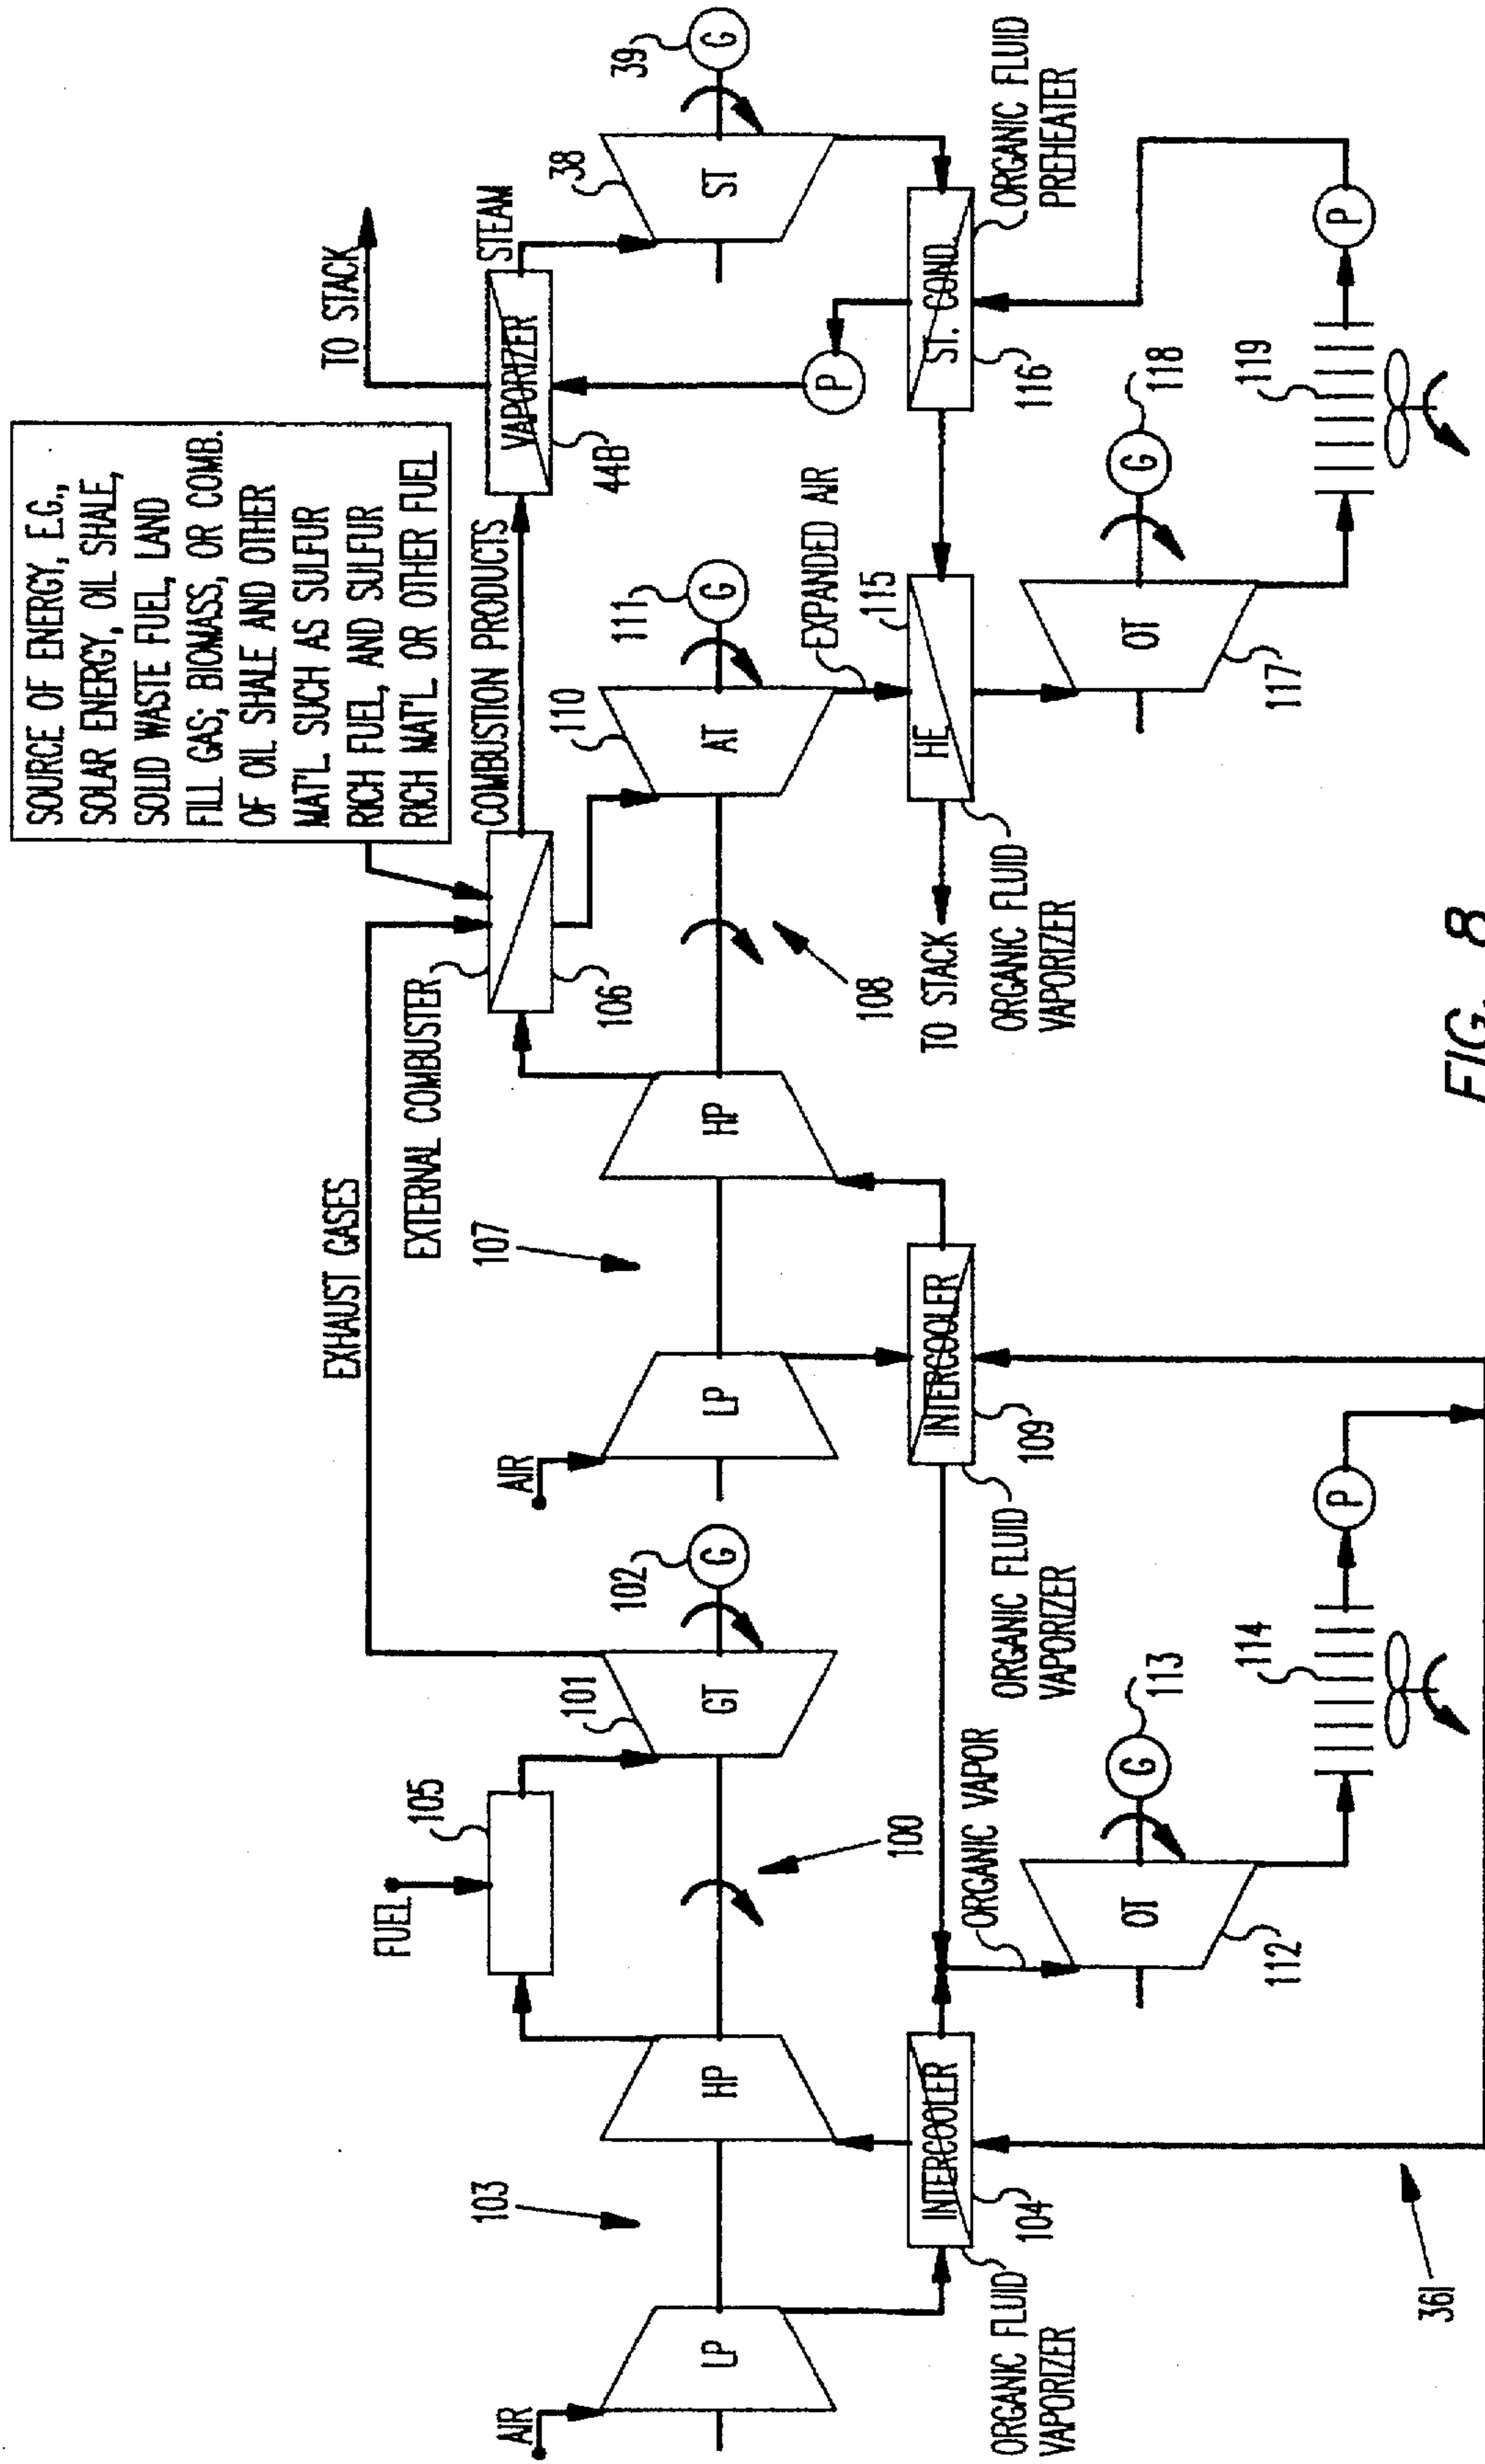 SOURCE OF ENERGY, E.G.,
SOLAR ENERGY, OIL SHALE,
SOLID WASTE FUEL, LAND
FILL GAS; BIOMASS, OR COMB.
OF OIL SHALE AND OTHER
MAT'L. SUCH AS SULFUR
RICH FUEL, AND SULFUR
RICH MAT'L. OR OTHER FUEL
EXHAUST GASES
TO STACK
FUEL
105
EXTERNAL COMBUSTER
106
COMBUSTION PRODUCTS
VAPORIZER
44B
STEAM
AIR
LP
103
HP
100
101
GT
102
G
AIR
LP
107
HP
108
110
AT
111
G
38
ST
39
G
P
EXPANDED AIR
INTERCOOLER
104
ORGANIC FLUID
VAPORIZER
INTERCOOLER
109
ORGANIC FLUID
VAPORIZER
TO STACK
HE
115
ORGANIC FLUID
VAPORIZER
ST. COND.
116
ORGANIC FLUID
PREHEATER
ORGANIC VAPOR
OT
112
G
113
114
P
OT
117
G
118
119
P
361
FIG. 8